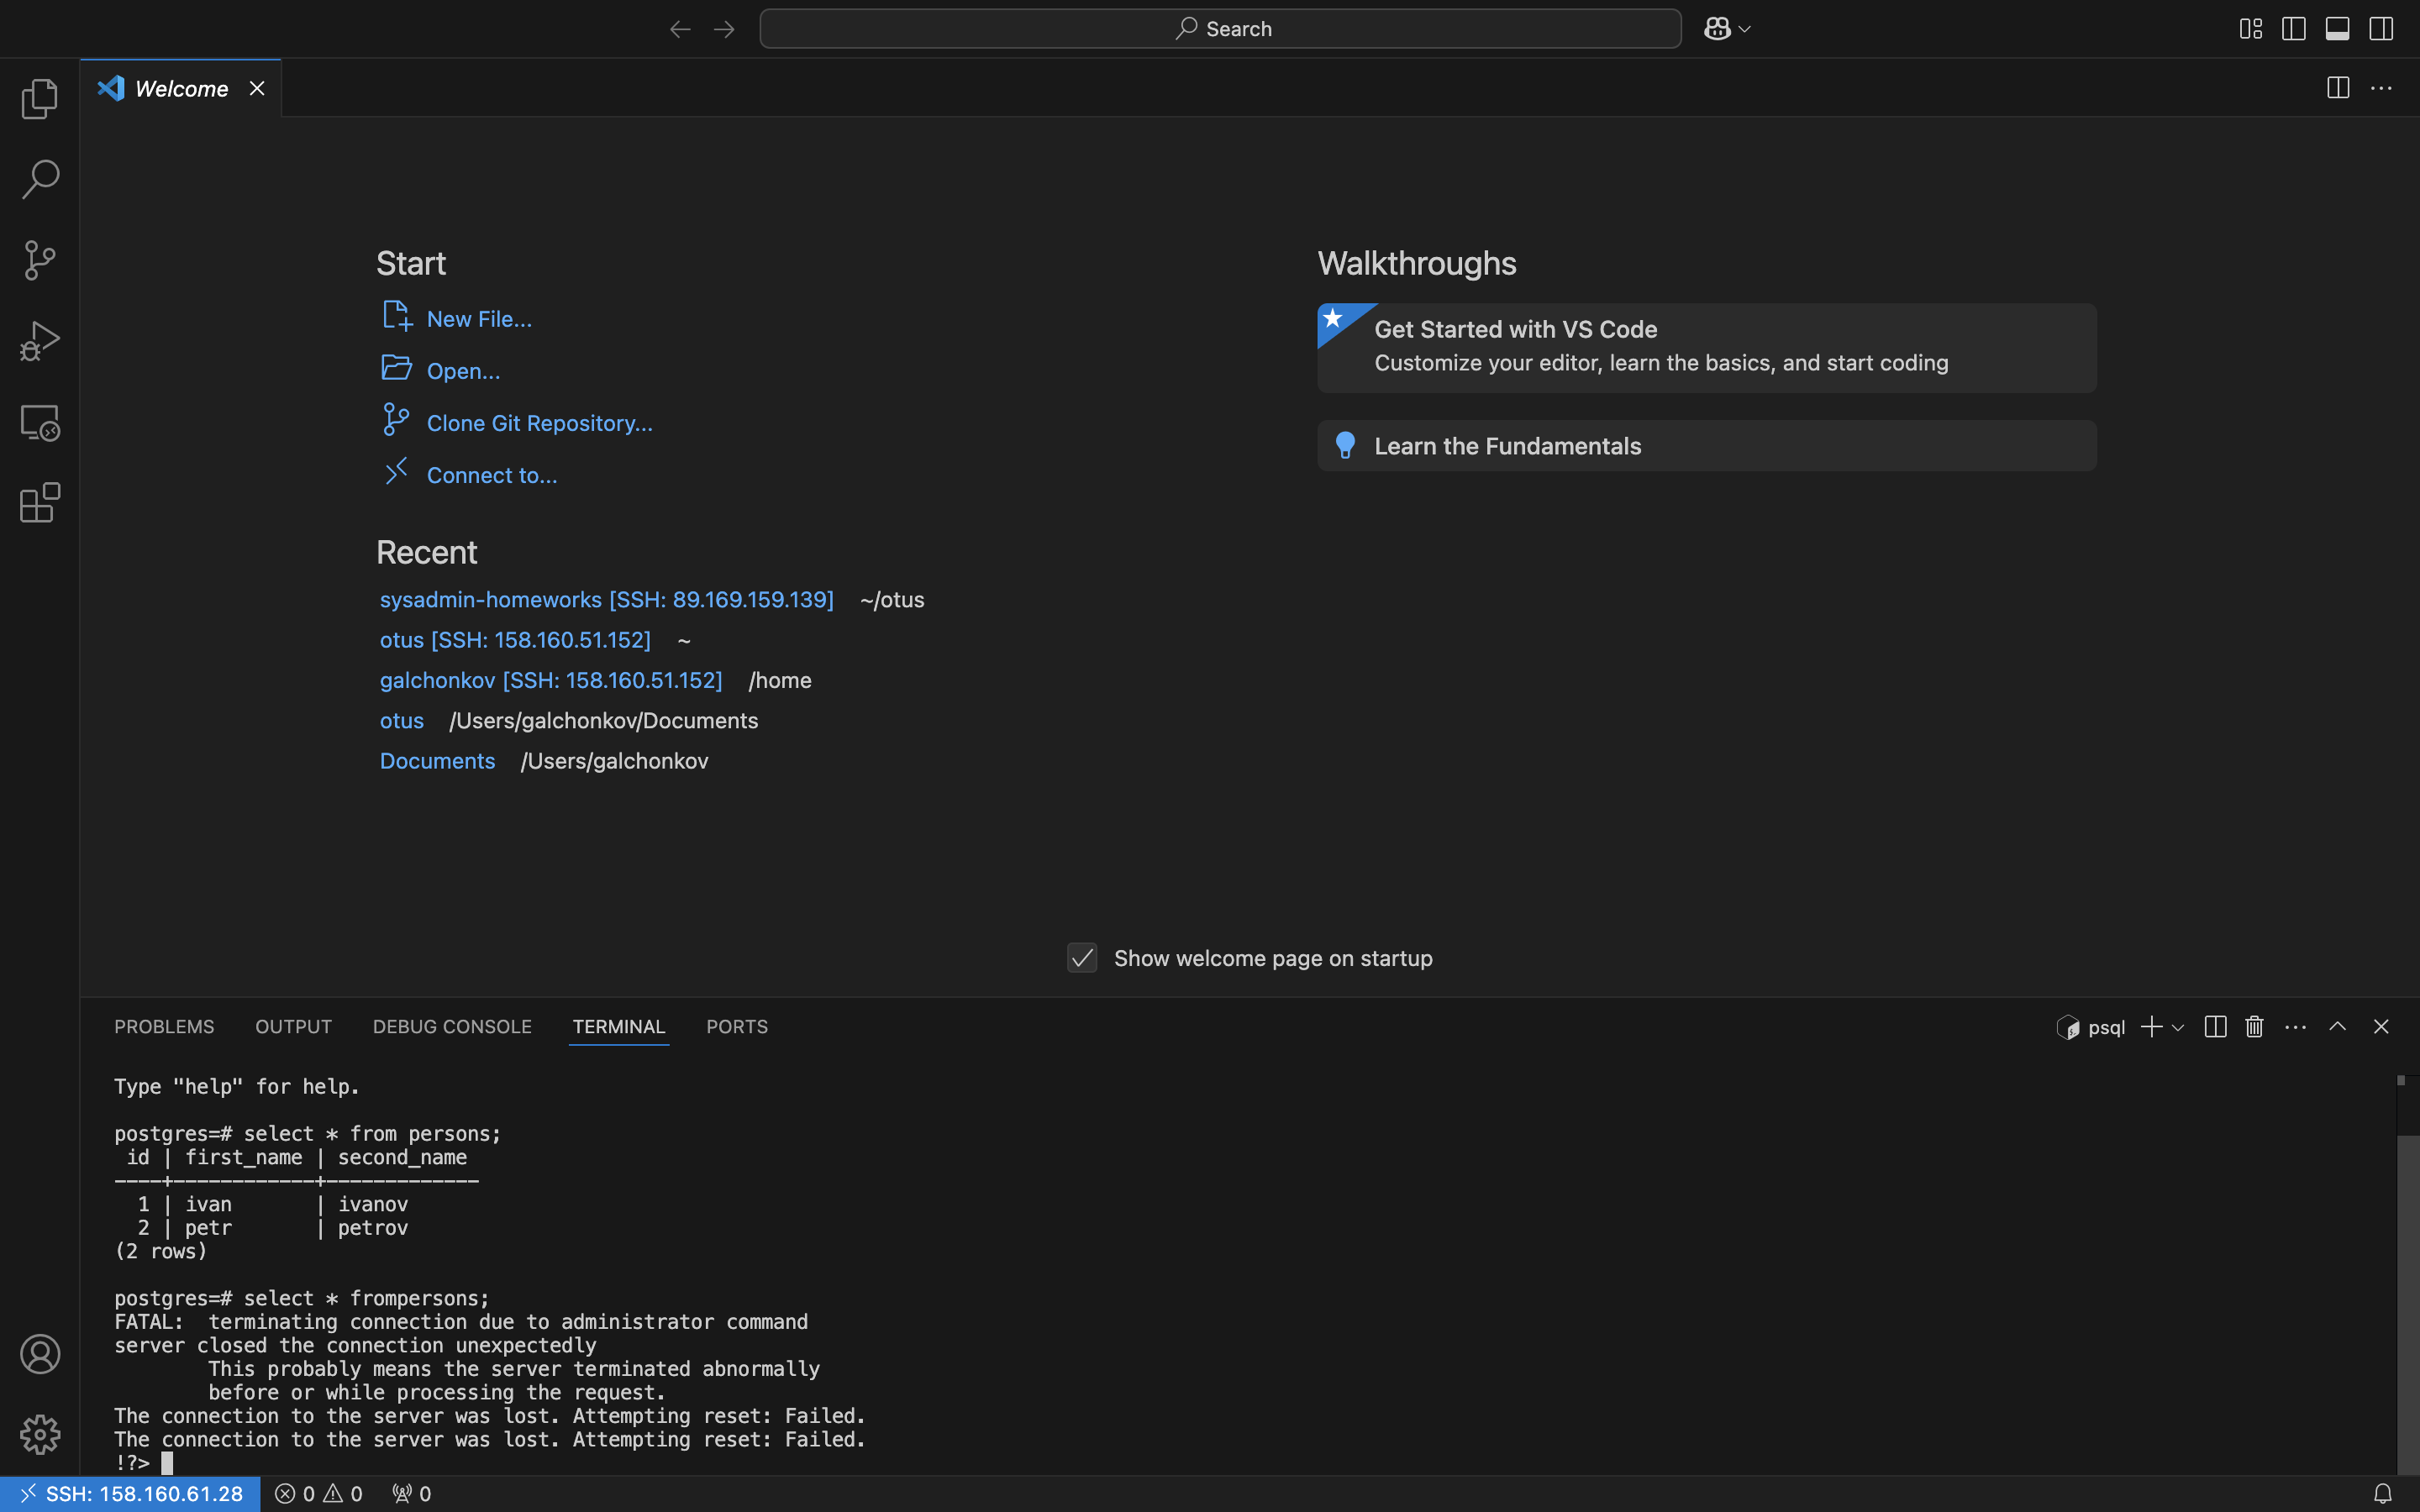 Search
Welcome
Start
New File...
Open...
Clone Git Repository...
Connect to...
Recent
sysadmin-homeworks [SSH: 89.169.159.139] ~/otus
otus [SSH: 158.160.51.152] ~
galchonkov [SSH: 158.160.51.152] /home
otus /Users/galchonkov/Documents
Documents /Users/galchonkov
Walkthroughs
Get Started with VS Code
Customize your editor, learn the basics, and start coding
Learn the Fundamentals
Show welcome page on startup
PROBLEMS OUTPUT DEBUG CONSOLE TERMINAL PORTS
psql
Type "help" for help.
postgres=# select * from persons;
 id | first_name | second_name
----+------------+-------------
  1 | ivan       | ivanov
  2 | petr       | petrov
(2 rows)
postgres=# select * frompersons;
FATAL:  terminating connection due to administrator command
server closed the connection unexpectedly
        This probably means the server terminated abnormally
        before or while processing the request.
The connection to the server was lost. Attempting reset: Failed.
The connection to the server was lost. Attempting reset: Failed.
!?>
SSH: 158.160.61.28 0 0 0